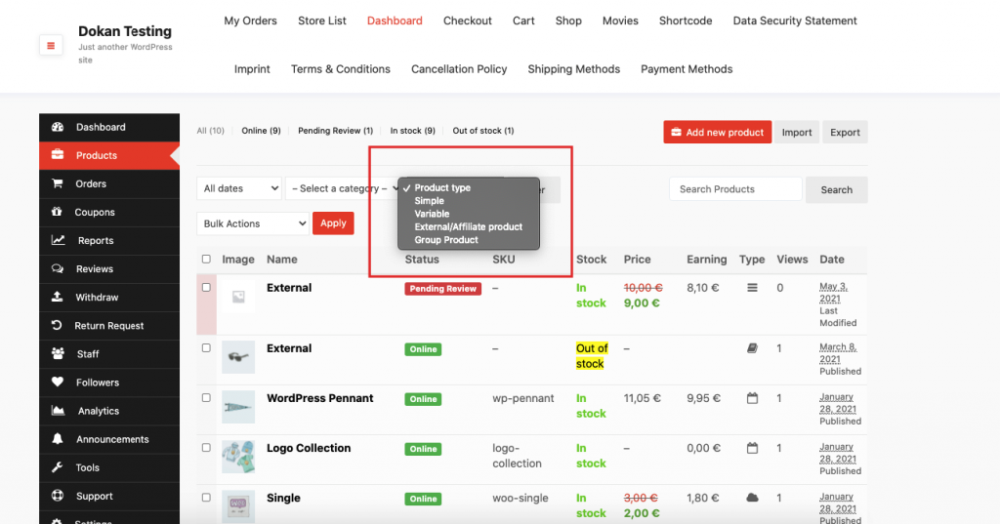 My Orders Store List Dashboard Checkout Cart Shop Movies Shortcode Data Security Statement
Dokan Testing
Just another WordPress
site
Imprint Terms & Conditions Cancellation Policy Shipping Methods Payment Methods
Dashboard
Products
Orders
Coupons
Reports
Reviews
Withdraw
Return Request
Staff
Followers
Analytics
Announcements
Tools
Support
Settings
All (10) Online (9) Pending Review (1) In stock (9) Out of stock (1)
Add new product Import Export
All dates – Select a category –
✓ Product type
Simple
Variable
External/Affiliate product
Group Product
Search Products Search
Bulk Actions Apply
Image Name Status SKU Stock Price Earning Type Views Date
External Pending Review – In stock 10,00 € 9,00 € 8,10 € 0 May 3, 2021 Last Modified
External Online – Out of stock – 1 March 8, 2021 Published
WordPress Pennant Online wp-pennant In stock 11,05 € 9,95 € 1 January 28, 2021 Published
Logo Collection Online logo-collection In stock – 0,00 € 1 January 28, 2021 Published
Single Online woo-single In stock 3,00 € 2,00 € 1,80 € 1 January 28, 2021 Published